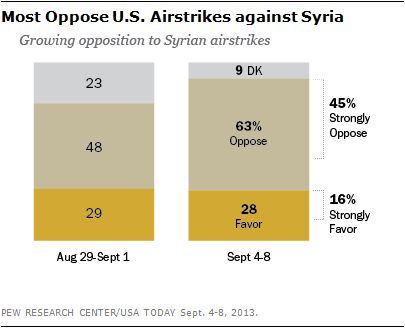 Most Oppose U.S. Airstrikes against Syria
Growing opposition to Syrian airstrikes
23
48
29
Aug 29-Sept 1
9 DK
63%
Oppose
28
Favor
Sept 4-8
45%
Strongly
Oppose
16%
Strongly
Favor
PEW RESEARCH CENTER/USA TODAY Sept. 4-8, 2013.